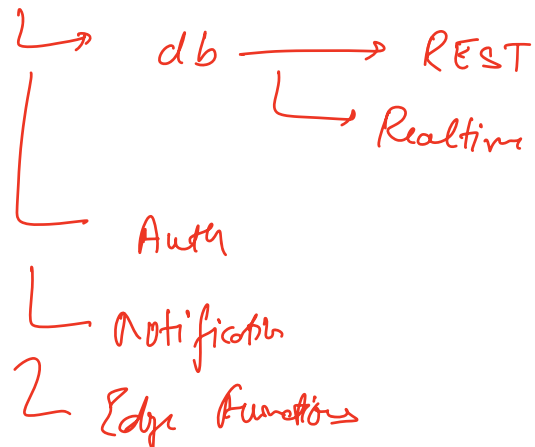 db REST
Realtime
Auth
Notification
Edge Functions